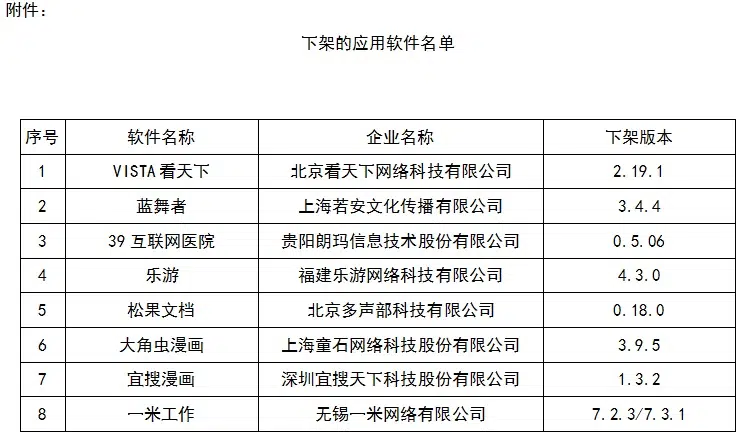 附件：
下架的应用软件名单
序号 软件名称 企业名称 下架版本
1 VISTA看天下 北京看天下网络科技有限公司 2.19.1
2 蓝舞者 上海若安文化传播有限公司 3.4.4
3 39互联网医院 贵阳朗玛信息技术股份有限公司 0.5.06
4 乐游 福建乐游网络科技有限公司 4.3.0
5 松果文档 北京多声部科技有限公司 0.18.0
6 大角虫漫画 上海童石网络科技股份有限公司 3.9.5
7 宜搜漫画 深圳宜搜天下科技股份有限公司 1.3.2
8 一米工作 无锡一米网络有限公司 7.2.3/7.3.1